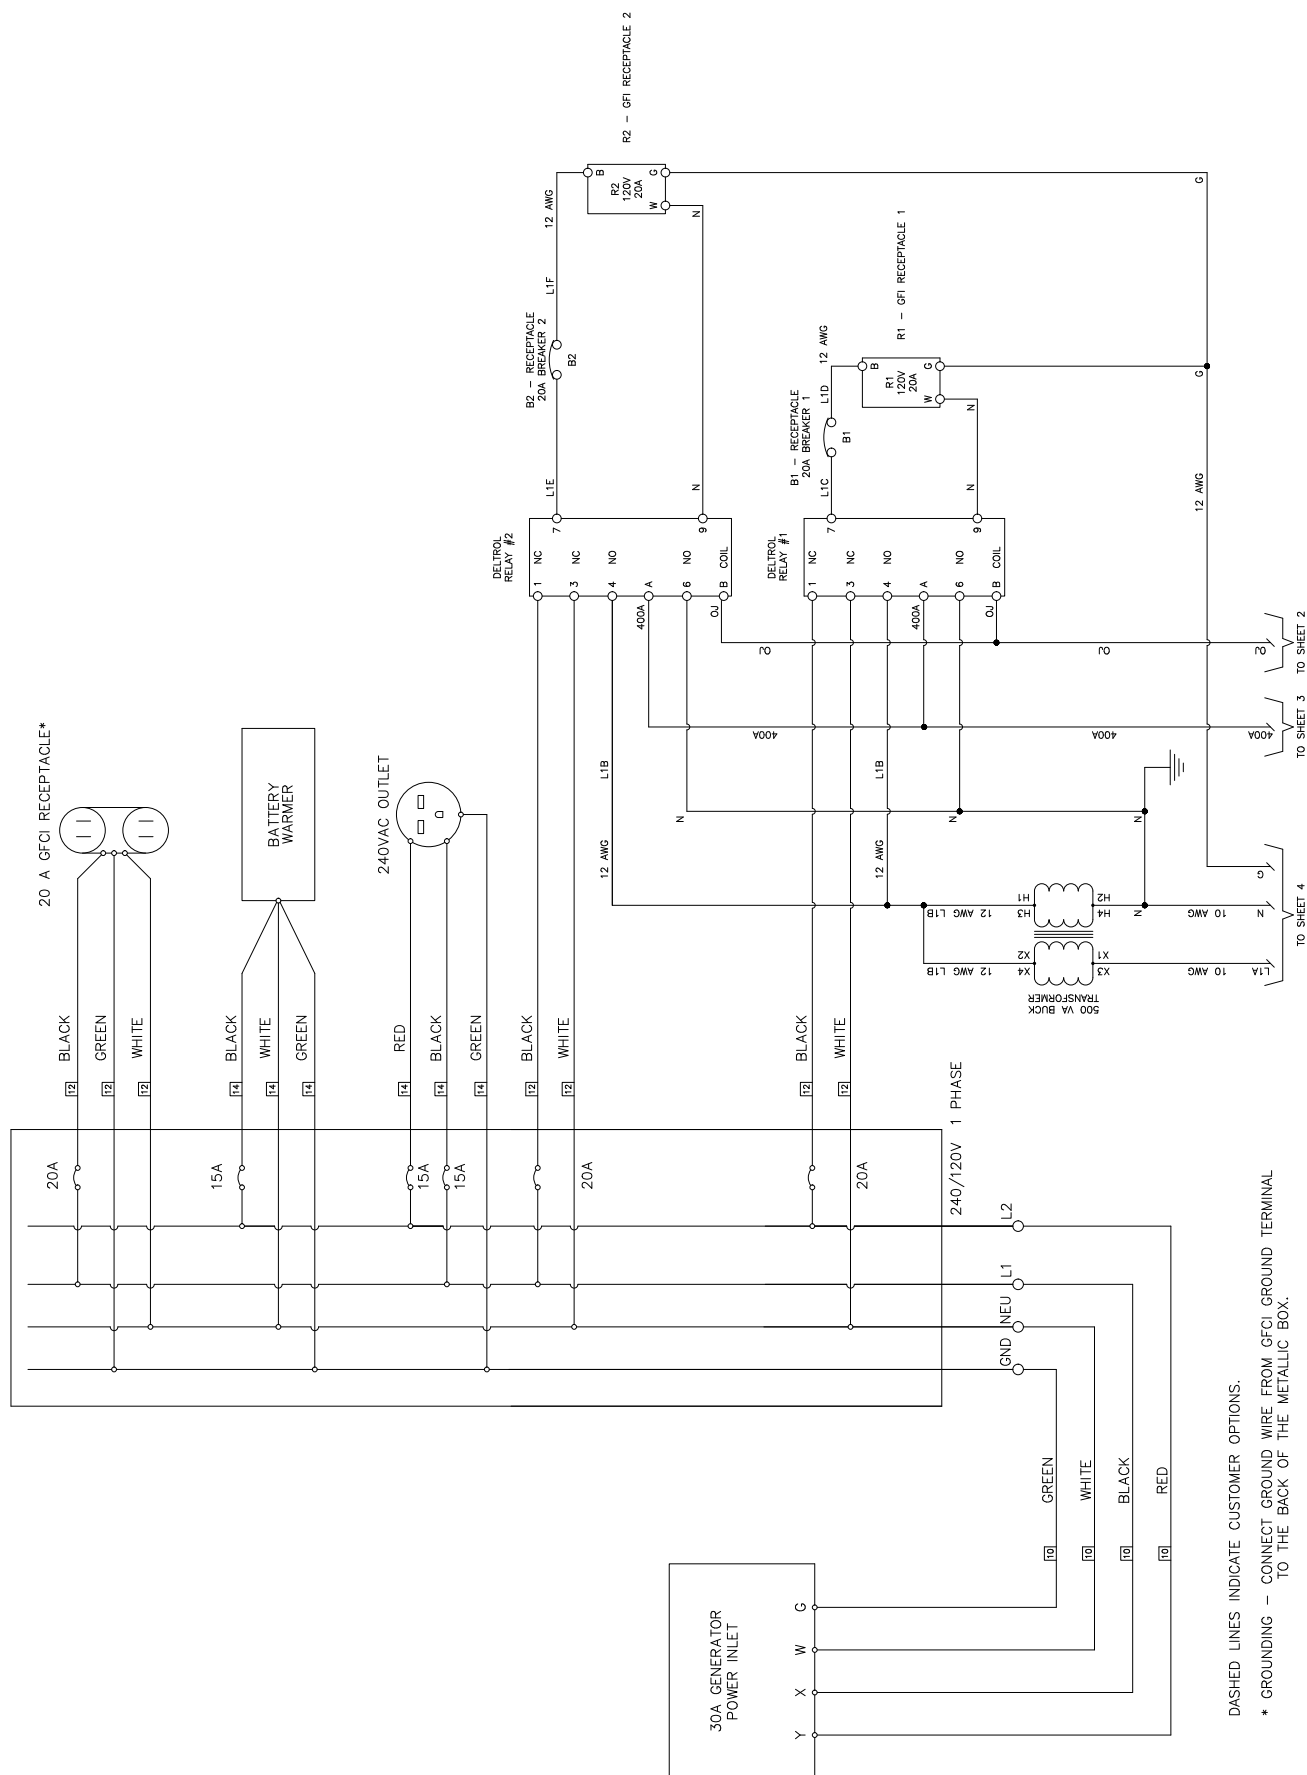 20 A GFCI RECEPTACLE*
BATTERY
WARMER
240VAC OUTLET
BLACK
GREEN
WHITE
BLACK
WHITE
GREEN
RED
BLACK
GREEN
BLACK
WHITE
BLACK
WHITE
12
12
12
14
14
14
14
14
14
12
12
12
12
20A
15A
15A
15A
20A
20A
240/120V 1 PHASE
L2
L1
NEU
GND
GREEN
WHITE
BLACK
RED
10
10
10
10
30A GENERATOR
POWER INLET
G
W
X
Y
R2 - GFI RECEPTACLE 2
R2
120V
20A
B
G
W
12 AWG
L1F
B2 - RECEPTACLE
20A BREAKER 2
B2
L1E
N
N
G
DELTROL
RELAY #2
7
9
1
NC
3
NC
4
NO
A
6
NO
B
COIL
400A
OJ
R1 - GFI RECEPTACLE 1
R1
120V
20A
B
G
W
12 AWG
L1D
B1 - RECEPTACLE
20A BREAKER 1
B1
L1C
N
N
G
12 AWG
DELTROL
RELAY #1
7
9
1
NC
3
NC
4
NO
A
6
NO
B
COIL
400A
OJ
OJ
OJ
OJ
TO SHEET 2
400A
400A
400A
TO SHEET 3
L1B
12 AWG
L1B
12 AWG
N
N
N
G
12 AWG L1B
H3
H1
H4
H2
10 AWG
N
12 AWG L1B
X4
X2
X3
X1
10 AWG
L1A
500 VA BUCK
TRANSFORMER
TO SHEET 4
DASHED LINES INDICATE CUSTOMER OPTIONS.
* GROUNDING - CONNECT GROUND WIRE FROM GFCI GROUND TERMINAL
TO THE BACK OF THE METALLIC BOX.